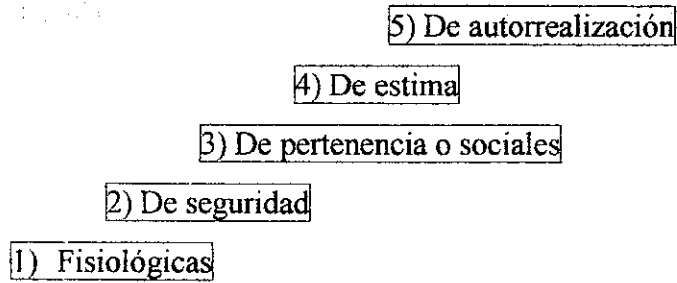 5) De autorrealización
4) De estima
3) De pertenencia o sociales
2) De seguridad
1) Fisiológicas